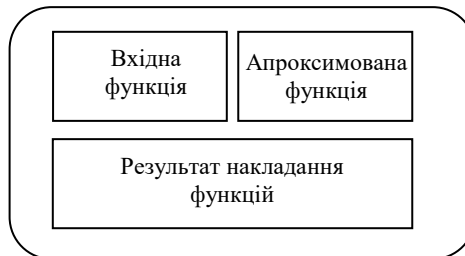 Вхідна
функція
Апроксимована
функція
Результат накладання
функцій